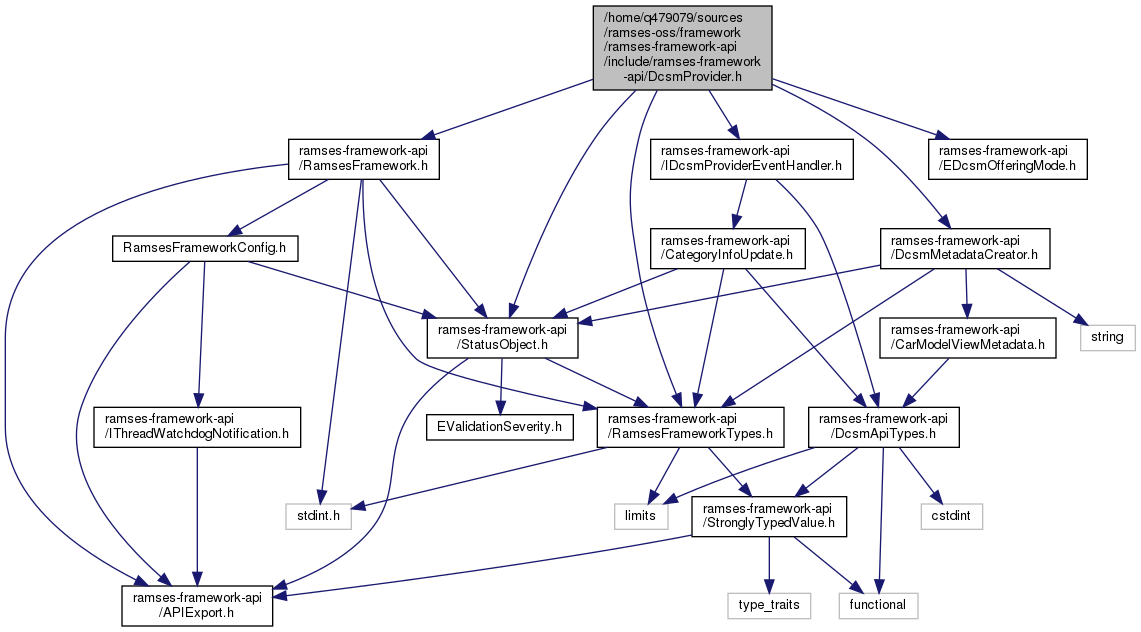 /home/q479079/sources
/ramses-oss/framework
/ramses-framework-api
/include/ramses-framework
-api/DcsmProvider.h
ramses-framework-api
/RamsesFramework.h
ramses-framework-api
/IDcsmProviderEventHandler.h
ramses-framework-api
/EDcsmOfferingMode.h
RamsesFrameworkConfig.h
ramses-framework-api
/CategoryInfoUpdate.h
ramses-framework-api
/DcsmMetadataCreator.h
ramses-framework-api
/StatusObject.h
ramses-framework-api
/CarModelViewMetadata.h
string
ramses-framework-api
/IThreadWatchdogNotification.h
EValidationSeverity.h
ramses-framework-api
/RamsesFrameworkTypes.h
ramses-framework-api
/DcsmApiTypes.h
stdint.h
limits
ramses-framework-api
/StronglyTypedValue.h
cstdint
ramses-framework-api
/APIExport.h
type_traits
functional